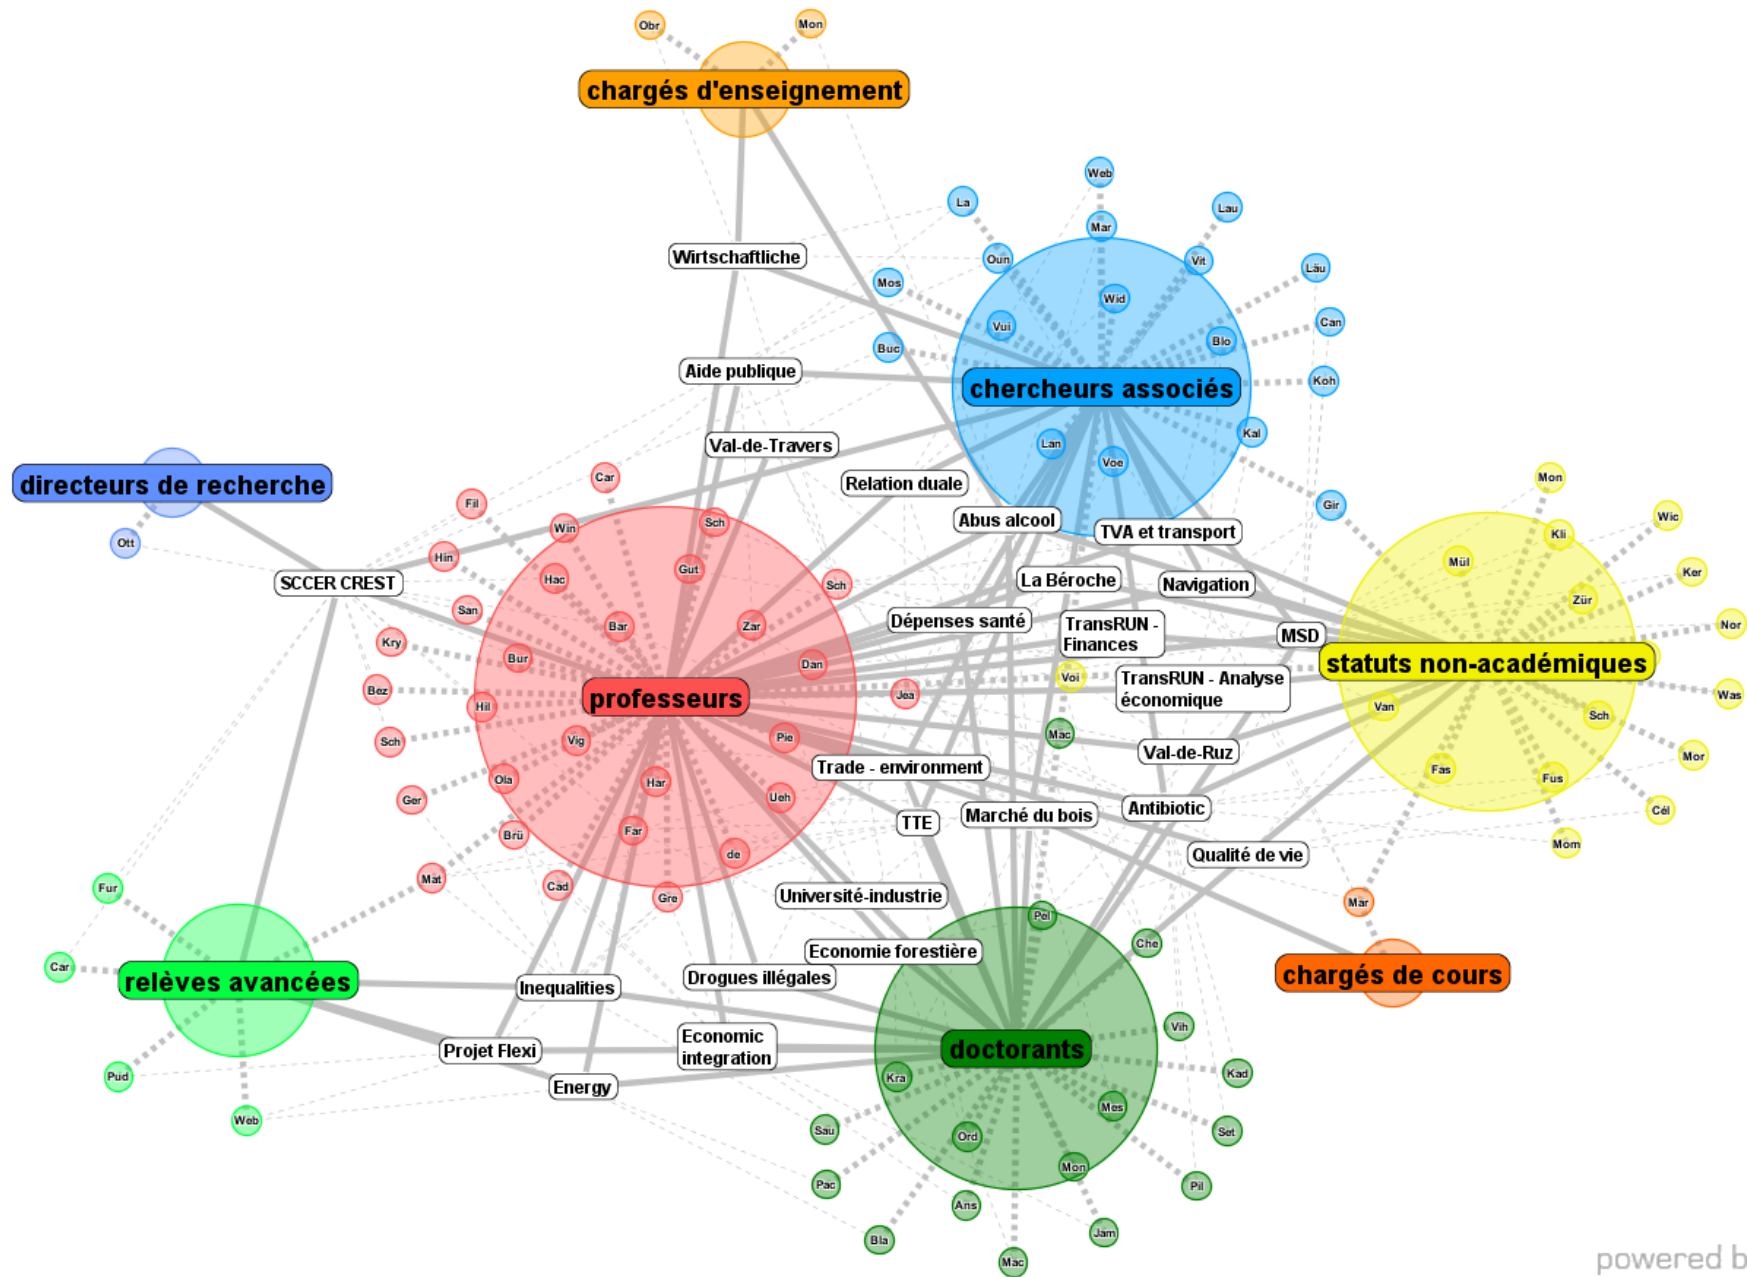 Obr
Mon
chargés d'enseignement
Web
La
Lau
Mar
Wirtschaftliche
Oun
Vit
Läu
Mos
Wid
Vui
Can
Blo
Buc
Aide publique
chercheurs associés
Koh
Kal
Val-de-Travers
Lan
Voe
directeurs de recherche
Car
Relation duale
Mon
Fil
Gir
Ott
Win
Sch
Abus alcool
TVA et transport
Wic
Kli
Hin
Gut
Mül
SCCER CREST
Hac
Sch
La Béroche
Navigation
Ker
San
Bar
Zar
Dépenses santé
TransRUN -
Finances
MSD
Zür
Nor
Kry
Bur
Dan
statuts non-académiques
Bez
professeurs
Jea
Voi
TransRUN - Analyse
économique
Was
Hil
Van
Sch
Sch
Vig
Pie
Mac
Val-de-Ruz
Mor
Ola
Har
Trade - environment
Fas
Fus
Ger
Ueh
Antibiotic
Cél
Brü
Far
TTE
Marché du bois
Mom
de
Qualité de vie
Mat
Cad
Gre
Université-industrie
Mar
Fur
Pel
Che
Car
relèves avancées
Inequalities
Drogues illégales
Economie forestière
chargés de cours
Vih
Projet Flexi
Economic
integration
doctorants
Pud
Energy
Kra
Kad
Web
Sau
Ord
Mes
Set
Pac
Mon
Pil
Ans
Bla
Jam
Mac
powered b